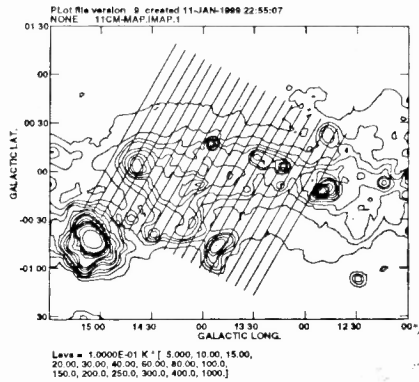 PLot file version 9 created 11-JAN-1999 22:55:07
NONE 11CM-MAP.IMAP.1
01 30
00
00 30
00
-00 30
-01 00
30
GALACTIC LAT.
15 00 14 30 00 13 30 00 12 30 00
GALACTIC LONG.
Levs = 1.0000E-01 K * [ 5.000, 10.00, 15.00,
20.00, 30.00, 40.00, 60.00, 80.00, 100.0,
150.0, 200.0, 250.0, 300.0, 400.0, 1000.]